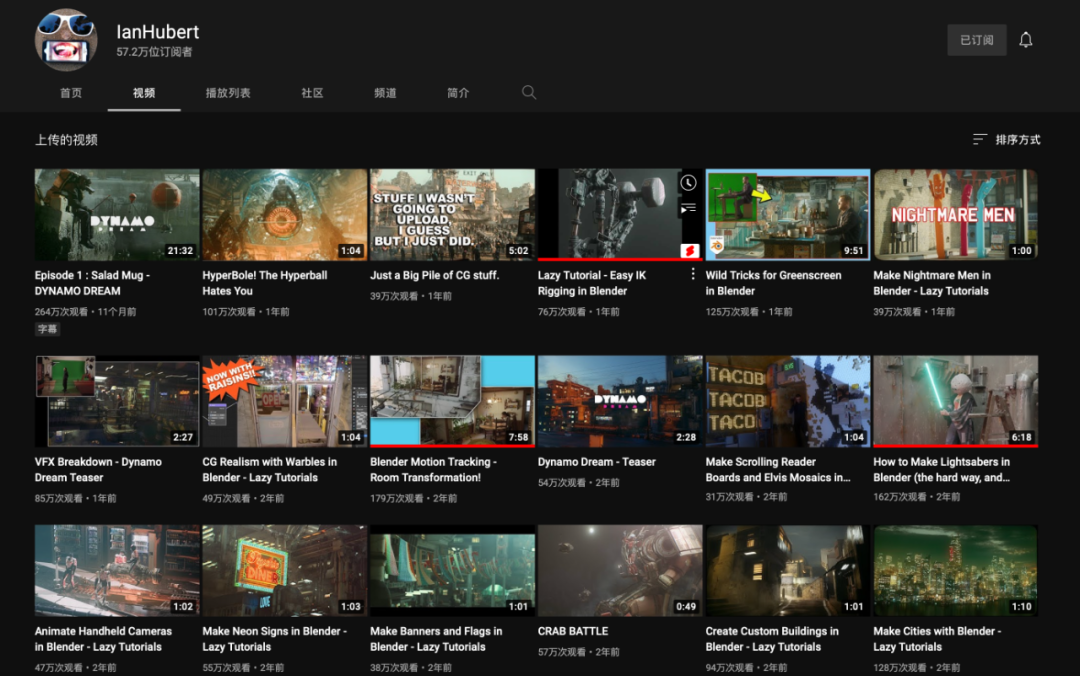 IanHubert
57.2万位订阅者
已订阅
首页 视频 播放列表 社区 频道 简介
上传的视频
排序方式
DYNAMO
DREAM
21:32
1:04
STUFF I WASN'T
GOING TO
UPLOAD,
I GUESS
BUT I JUST DID.
5:02
9:51
NIGHTMARE MEN
1:00
Episode 1 : Salad Mug -
DYNAMO DREAM
264万次观看・11个月前
字幕
HyperBole! The Hyperball
Hates You
101万次观看・1年前
Just a Big Pile of CG stuff.
39万次观看・1年前
Lazy Tutorial - Easy IK
Rigging in Blender
76万次观看・1年前
Wild Tricks for Greenscreen
in Blender
125万次观看・1年前
Make Nightmare Men in
Blender - Lazy Tutorials
39万次观看・1年前
2:27
NOW WITH
RAISINS!!
OPEN
1:04
7:58
DYNAMO
DREAM
2:28
TACOB
TACOB
TACO
1:04
6:18
VFX Breakdown - Dynamo
Dream Teaser
85万次观看・1年前
CG Realism with Warbles in
Blender - Lazy Tutorials
49万次观看・2年前
Blender Motion Tracking -
Room Transformation!
179万次观看・2年前
Dynamo Dream - Teaser
54万次观看・2年前
Make Scrolling Reader
Boards and Elvis Mosaics in...
31万次观看・2年前
How to Make Lightsabers in
Blender (the hard way, and...
162万次观看・2年前
1:02
DINER
LOVE
1:03
1:01
0:49
1:01
1:10
Animate Handheld Cameras
in Blender - Lazy Tutorials
47万次观看・2年前
Make Neon Signs in Blender -
Lazy Tutorials
55万次观看・2年前
Make Banners and Flags in
Blender - Lazy Tutorials
38万次观看・2年前
CRAB BATTLE
57万次观看・2年前
Create Custom Buildings in
Blender - Lazy Tutorials
94万次观看・2年前
Make Cities with Blender -
Lazy Tutorials
128万次观看・2年前